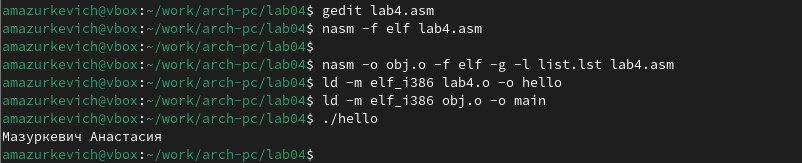 amazurkevich@vbox:~/work/arch-pc/lab04$ gedit lab4.asm
amazurkevich@vbox:~/work/arch-pc/lab04$ nasm -f elf lab4.asm
amazurkevich@vbox:~/work/arch-pc/lab04$
amazurkevich@vbox:~/work/arch-pc/lab04$ nasm -o obj.o -f elf -g -l list.lst lab4.asm
amazurkevich@vbox:~/work/arch-pc/lab04$ ld -m elf_i386 lab4.o -o hello
amazurkevich@vbox:~/work/arch-pc/lab04$ ld -m elf_i386 obj.o -o main
amazurkevich@vbox:~/work/arch-pc/lab04$ ./hello
Мазуркевич Анастасия
amazurkevich@vbox:~/work/arch-pc/lab04$